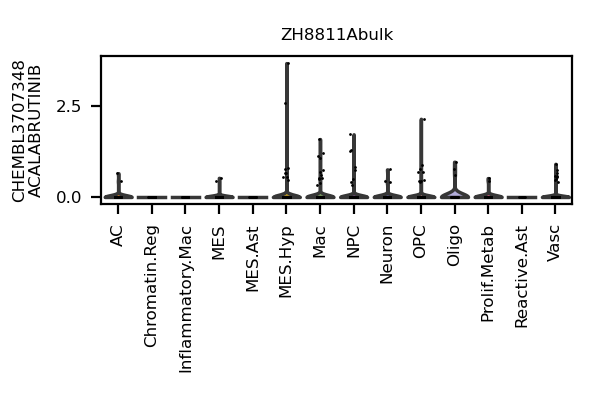 ZH8811Abulk
CHEMBL3707348
ACALABRUTINIB
2.5
0.0
AC
Chromatin.Reg
Inflammatory.Mac
MES
MES.Ast
MES.Hyp
Mac
NPC
Neuron
OPC
Oligo
Prolif.Metab
Reactive.Ast
Vasc